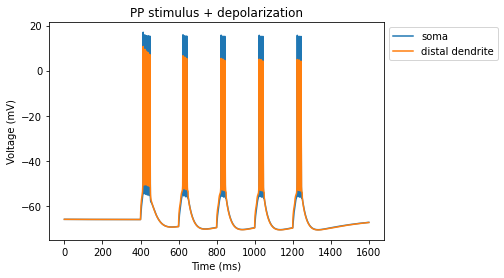 PP stimulus + depolarization
20
0
−20
−40
−60
Voltage (mV)
0 200 400 600 800 1000 1200 1400 1600
Time (ms)
soma
distal dendrite